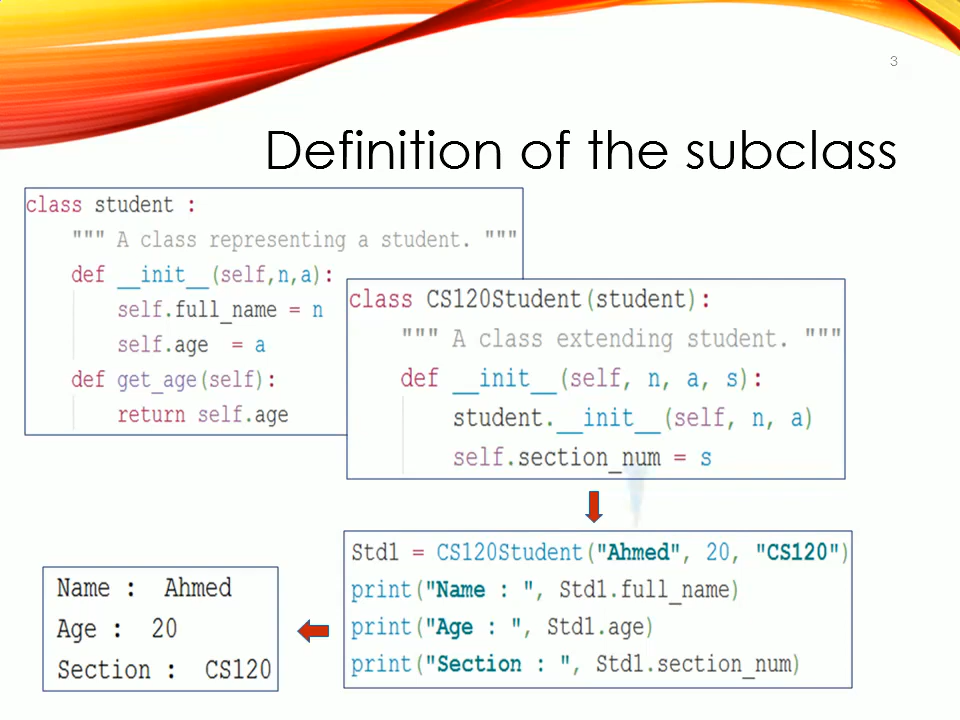 3
Definition of the subclass
class student :
""" A class representing a student. """
def __init__(self,n,a):
self.full_name = n
self.age = a
def get_age(self):
return self.age
class CS120Student(student):
""" A class extending student. """
def __init__(self, n, a, s):
student.__init__(self, n, a)
self.section_num = s
Std1 = CS120Student("Ahmed", 20, "CS120")
print("Name : ", Std1.full_name)
print("Age : ", Std1.age)
print("Section : ", Std1.section_num)
Name : Ahmed
Age : 20
Section : CS120